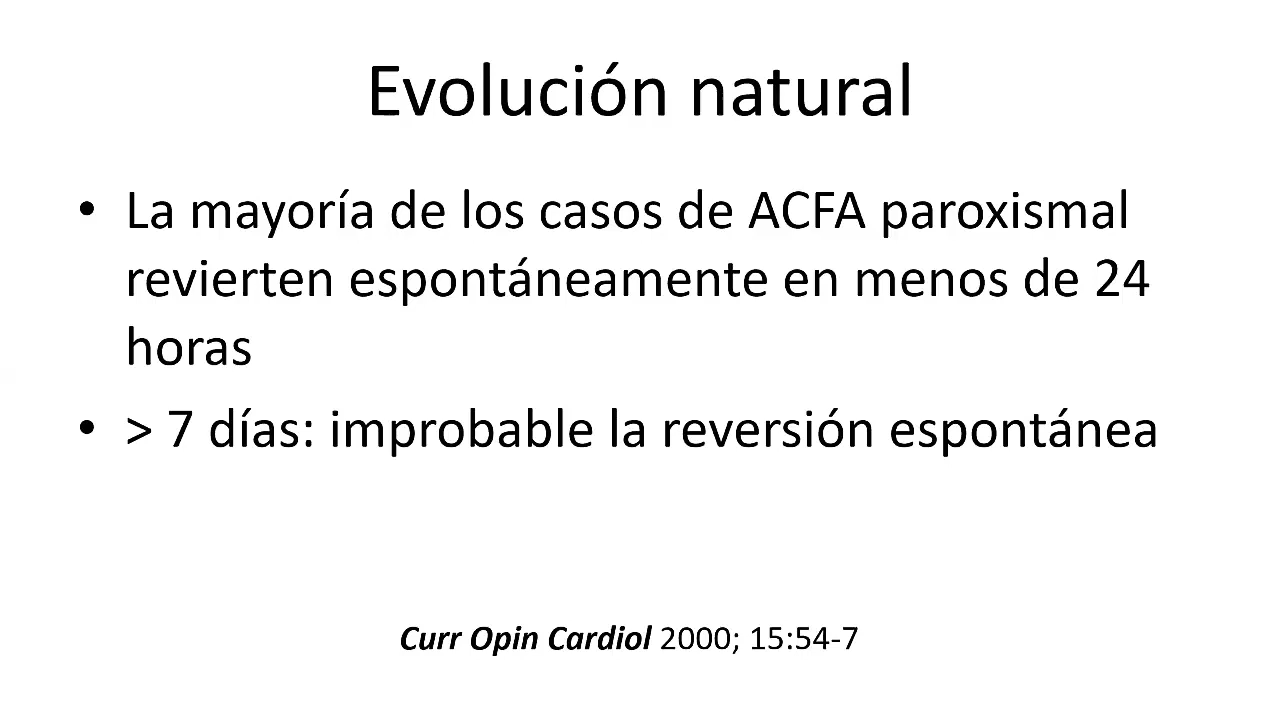 Evolución natural
• La mayoría de los casos de ACFA paroxismal
revierten espontáneamente en menos de 24
horas
• > 7 días: improbable la reversión espontánea
Curr Opin Cardiol 2000; 15:54-7